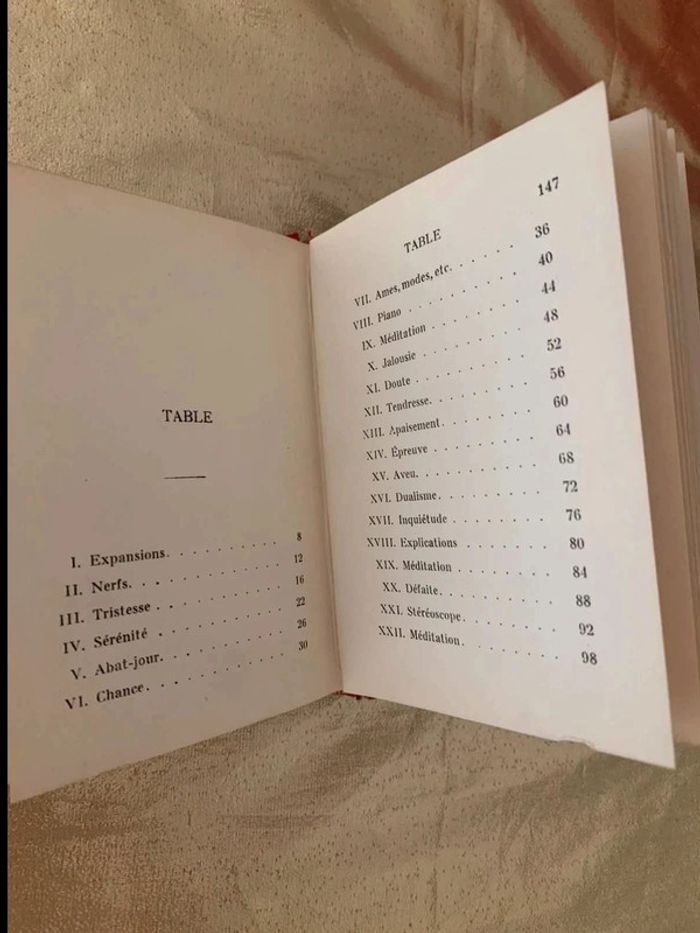 TABLE
I. Expansions. . . . . . . . 8
II. Nerfs. . . . . . . . . . 12
III. Tristesse . . . . . . . . 16
IV. Sérénité . . . . . . . . 22
V. Abat-jour. . . . . . . . 26
VI. Chance. . . . . . . . . 30
147
TABLE
VII. Ames, modes, etc. . . . . . 36
VIII. Piano . . . . . . . . 40
IX. Méditation . . . . . . . 44
X. Jalousie . . . . . . . . 48
XI. Doute . . . . . . . . 52
XII. Tendresse. . . . . . . . 56
XIII. Apaisement. . . . . . . 60
XIV. Épreuve . . . . . . . . 64
XV. Aveu. . . . . . . . . 68
XVI. Dualisme. . . . . . . . 72
XVII. Inquiétude . . . . . . . 76
XVIII. Explications . . . . . . 80
XIX. Méditation . . . . . . . 84
XX. Défaite. . . . . . . . 88
XXI. Stéréoscope. . . . . . . 92
XXII. Méditation. . . . . . . 98